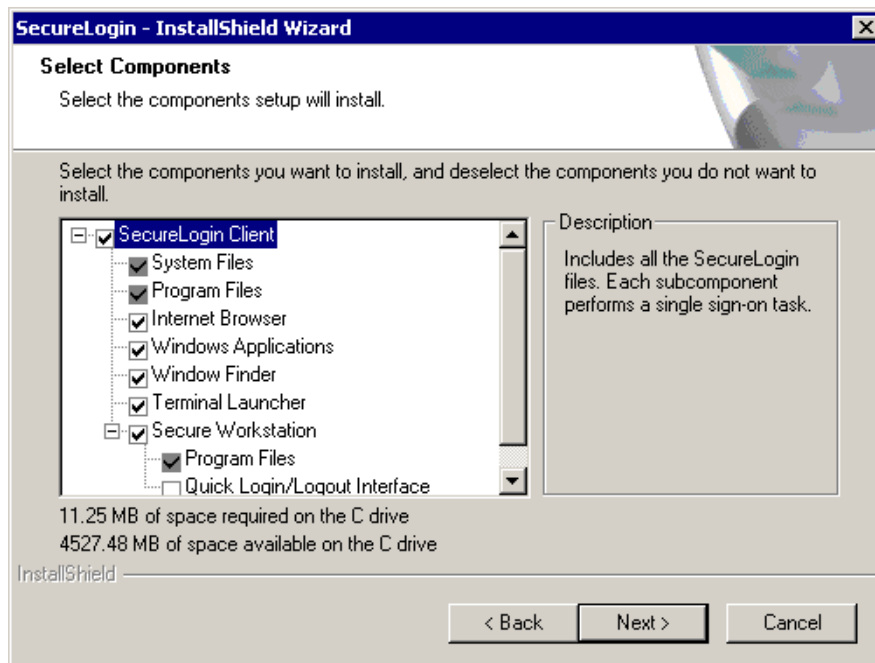 SecureLogin - InstallShield Wizard
Select Components
Select the components setup will install.
Select the components you want to install, and deselect the components you do not want to
install.
SecureLogin Client
System Files
Program Files
Internet Browser
Windows Applications
Window Finder
Terminal Launcher
Secure Workstation
Program Files
Quick Login/Logout Interface
Description
Includes all the SecureLogin
files. Each subcomponent
performs a single sign-on task.
11.25 MB of space required on the C drive
4527.48 MB of space available on the C drive
InstallShield
< Back
Next >
Cancel